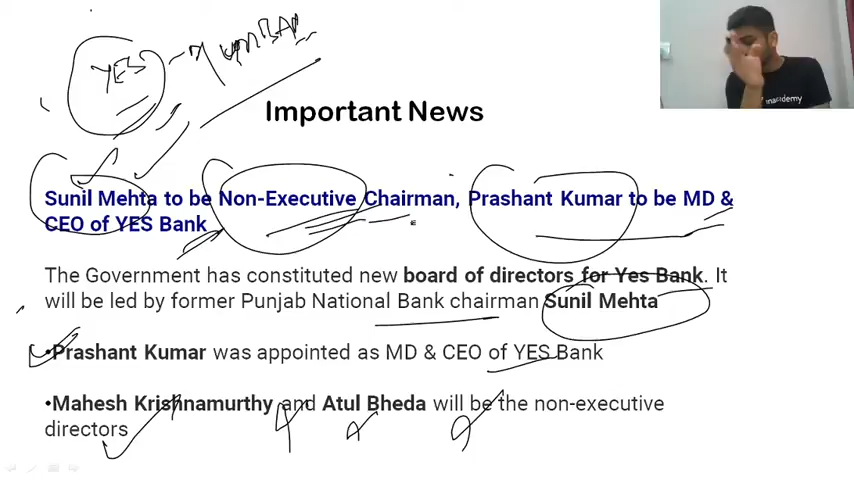 YES
Important News
Sunil Mehta to be Non-Executive Chairman, Prashant Kumar to be MD &
CEO of YES Bank
The Government has constituted new board of directors for Yes Bank. It
will be led by former Punjab National Bank chairman Sunil Mehta
•Prashant Kumar was appointed as MD & CEO of YES Bank
•Mahesh Krishnamurthy and Atul Bheda will be the non-executive
directors